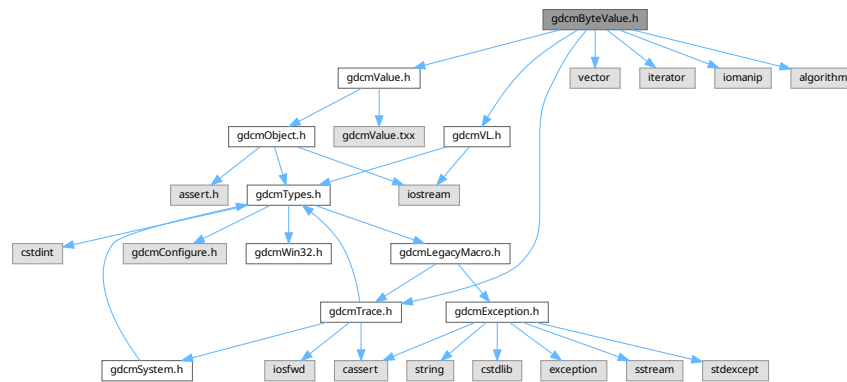 gdcmByteValue.h
gdcmValue.h
vector
iterator
iomanip
algorithm
gdcmObject.h
gdcmValue.txx
gdcmVL.h
assert.h
gdcmTypes.h
iostream
cstdint
gdcmConfigure.h
gdcmWin32.h
gdcmLegacyMacro.h
gdcmTrace.h
gdcmException.h
gdcmSystem.h
iosfwd
cassert
string
cstdlib
exception
sstream
stdexcept